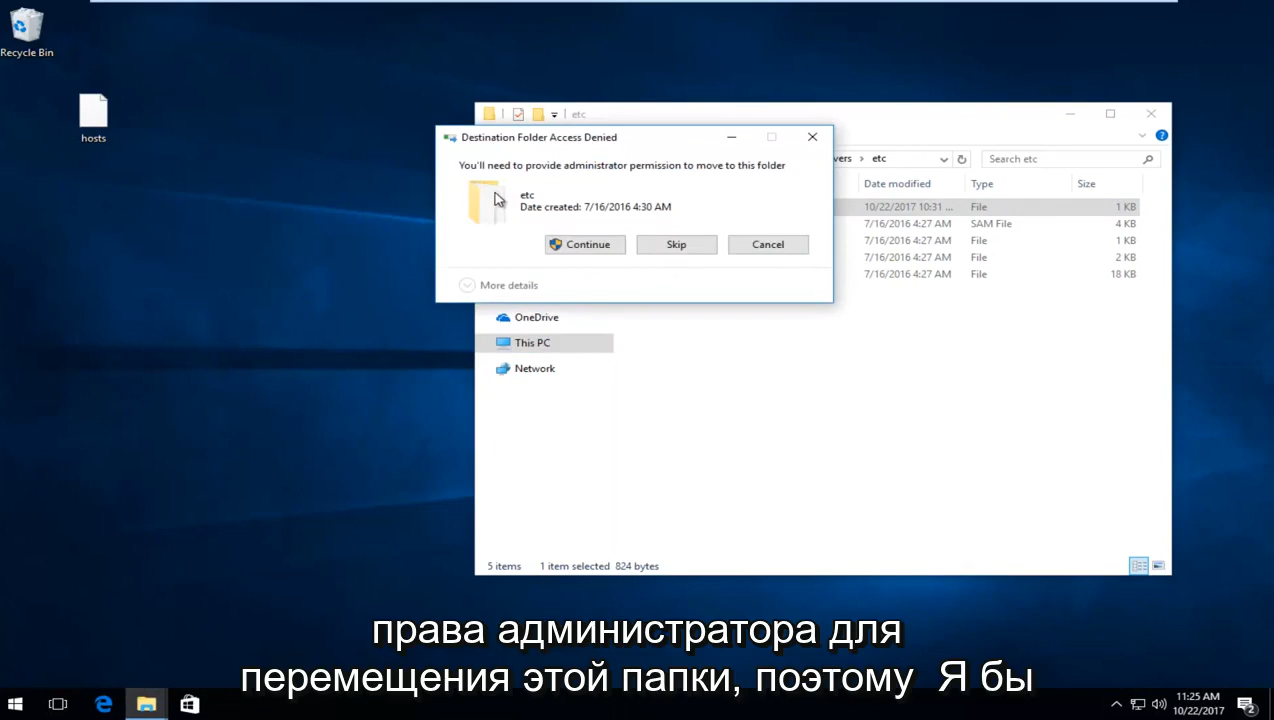 Recycle Bin
hosts
etc
Destination Folder Access Denied
You'll need to provide administrator permission to move to this folder
etc
Date created: 7/16/2016 4:30 AM
Continue
Skip
Cancel
More details
etc
Search etc
Date modified
Type
Size
10/22/2017 10:31 ...
File
1 KB
7/16/2016 4:27 AM
SAM File
4 KB
7/16/2016 4:27 AM
File
1 KB
7/16/2016 4:27 AM
File
2 KB
7/16/2016 4:27 AM
File
18 KB
OneDrive
This PC
Network
5 items
1 item selected 824 bytes
права администратора для
перемещения этой папки, поэтому Я бы
11:25 AM
10/22/2017
2